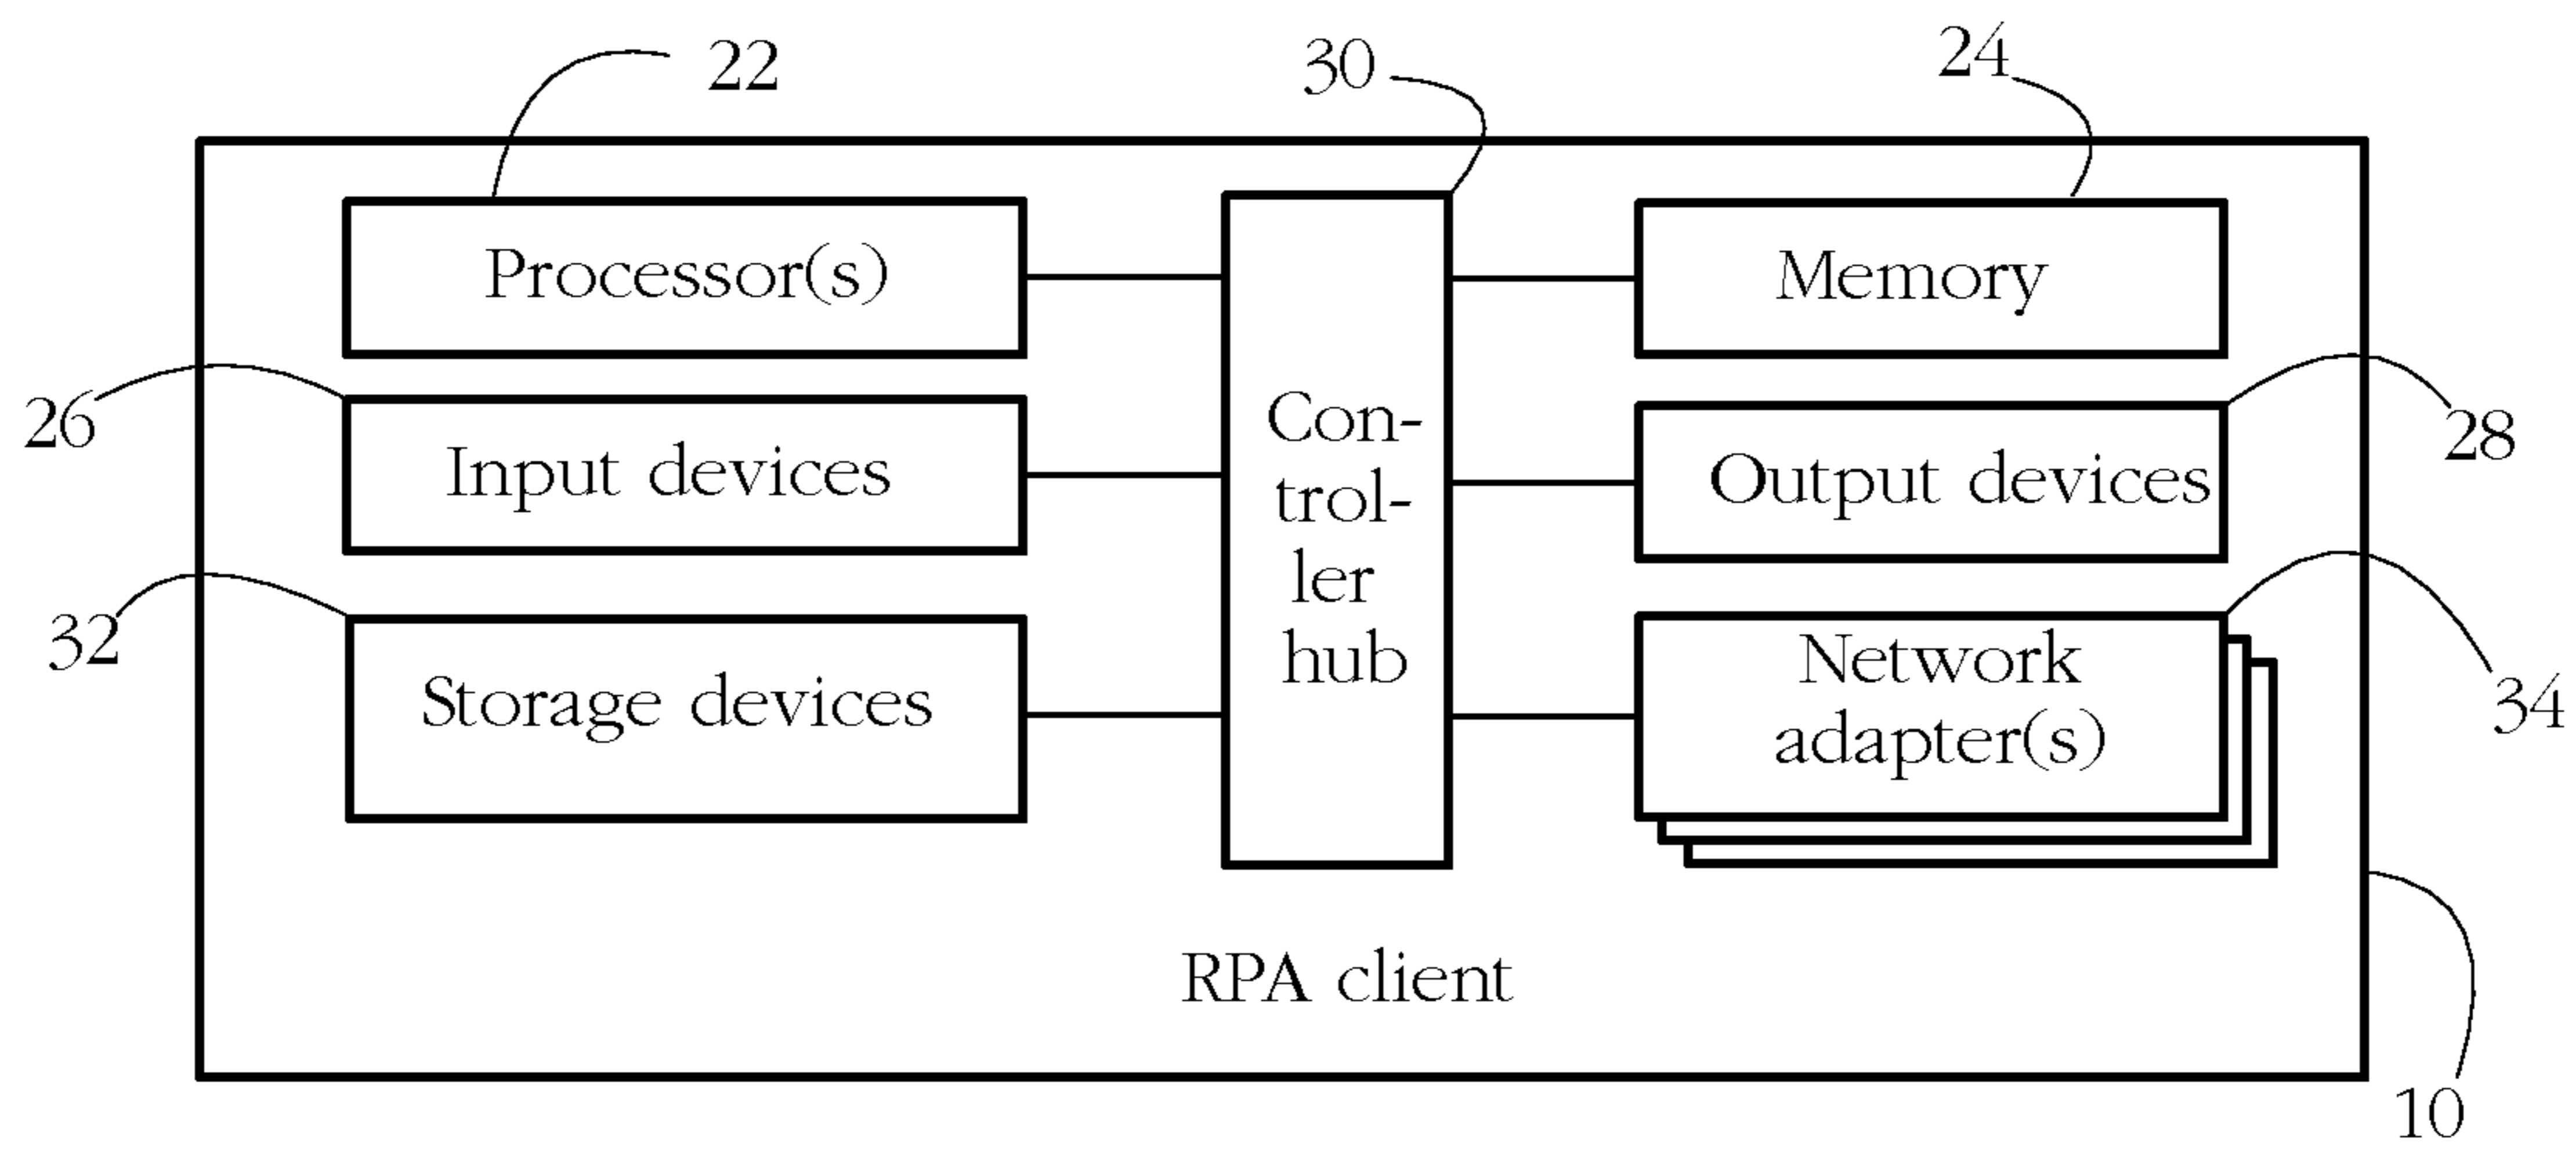 22
30
24
Processor(s)
Memory
26
Input devices
Con-
trol-
ler
hub
Output devices
28
32
Storage devices
Network
adapter(s)
34
RPA client
10